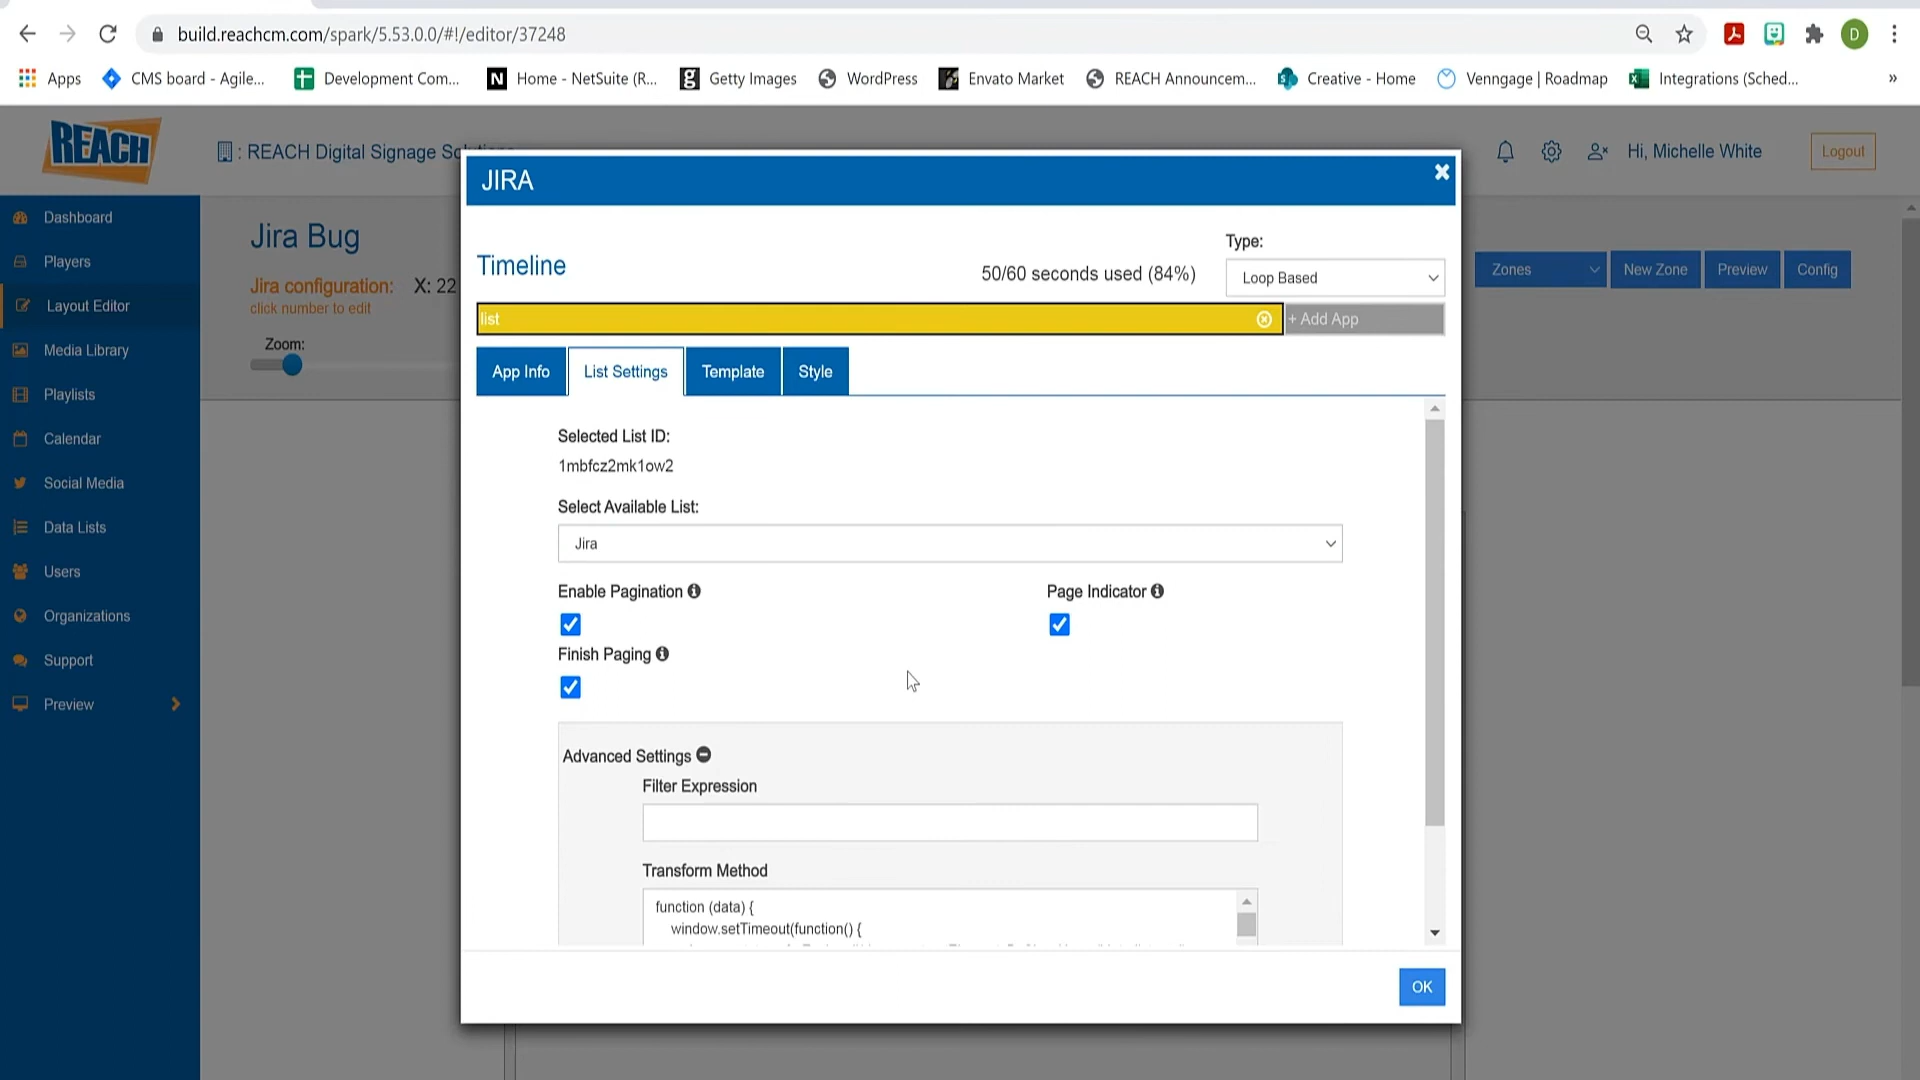 build.reachcm.com/spark/5.53.0.0/#!/editor/37248
D
Apps
CMS board - Agile...
Development Com...
N Home - NetSuite (R...
g Getty Images
WordPress
Envato Market
REACH Announcem...
Creative - Home
Venngage | Roadmap
Integrations (Sched...
»
REACH
: REACH Digital Signage
Hi, Michelle White
Logout
Dashboard
Players
Layout Editor
Media Library
Playlists
Calendar
Social Media
Data Lists
Users
Organizations
Support
Preview
Jira Bug
Jira configuration: X: 22
click number to edit
Zoom:
Zones
New Zone
Preview
Config
JIRA
Timeline
50/60 seconds used (84%)
Type:
Loop Based
list
+ Add App
App Info
List Settings
Template
Style
Selected List ID:
1mbfcz2mk1ow2
Select Available List:
Jira
Enable Pagination
Page Indicator
Finish Paging
Advanced Settings
Filter Expression
Transform Method
function (data) {
window.setTimeout(function() {
OK